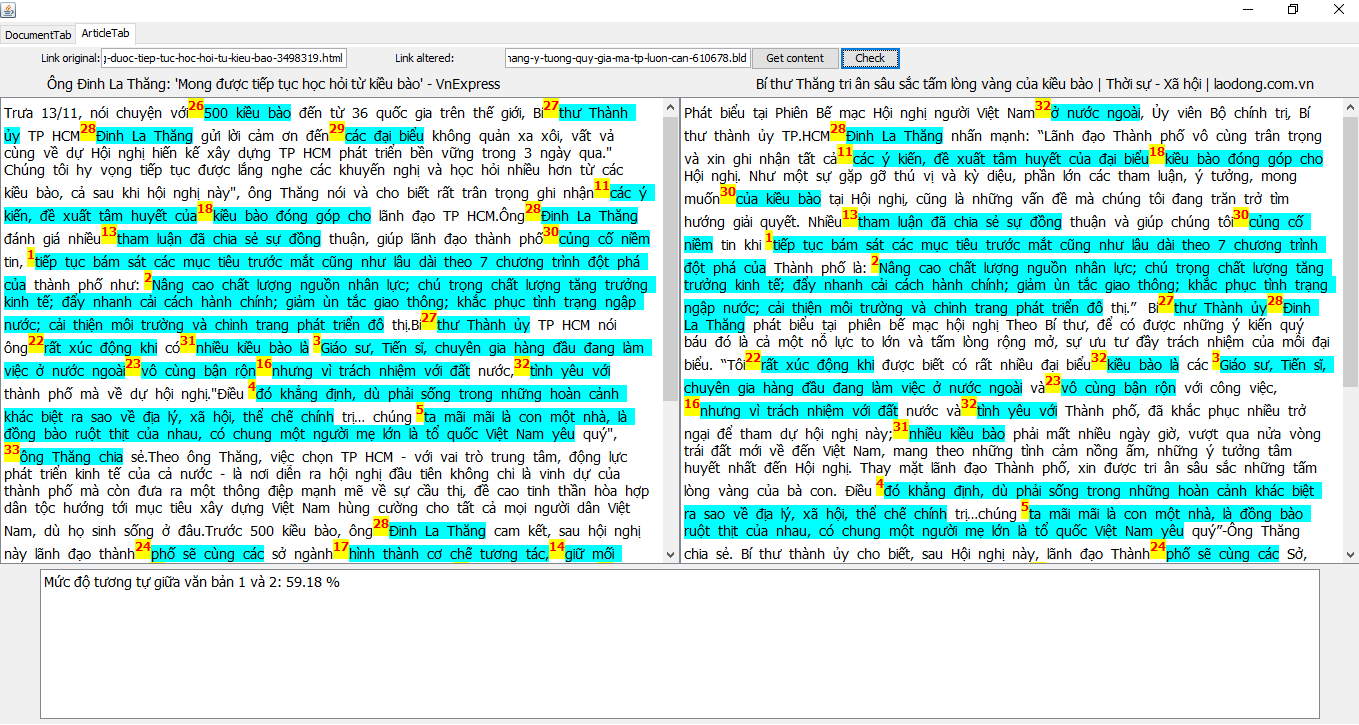 DocumentTab ArticleTab
Link original: ƞ-duoc-tiep-tuc-hoc-hoi-tu-kieu-bao-3498319.html Link altered: hang-y-tuong-quy-gia-ma-tp-luon-can-610678.bld Get content Check
Ông Đinh La Thăng: 'Mong được tiếp tục học hỏi từ kiều bào' - VnExpress
Bí thư Thăng tri ân sâu sắc tấm lòng vàng của kiều bào | Thời sự - Xã hội | laodong.com.vn
Trưa 13/11, nói chuyện với 26 500 kiều bào đến từ 36 quốc gia trên thế giới, Bí 27 thư Thành
ủy TP HCM 28 Đinh La Thăng gửi lời cảm ơn đến 29 các đại biểu không quản xa xôi, vất vả
cùng về dự Hội nghị hiến kế xây dựng TP HCM phát triển bền vững trong 3 ngày qua."
Chúng tôi hy vọng tiếp tục được lắng nghe các khuyến nghị và học hỏi nhiều hơn từ các
kiều bào, cả sau khi hội nghị này", ông Thăng nói và cho biết rất trân trọng ghi nhận 11 các ý
kiến, đề xuất tâm huyết của 18 kiều bào đóng góp cho lãnh đạo TP HCM.Ông 28 Đinh La Thăng
đánh giá nhiều 13 tham luận đã chia sẻ sự đồng thuận, giúp lãnh đạo thành phố 30 củng cố niềm
tin, 1 tiếp tục bám sát các mục tiêu trước mắt cũng như lâu dài theo 7 chương trình đột phá
của thành phố như: 2 Nâng cao chất lượng nguồn nhân lực; chú trọng chất lượng tăng trưởng
kinh tế; đẩy nhanh cải cách hành chính; giảm ùn tắc giao thông; khắc phục tình trạng ngập
nước; cải thiện môi trường và chỉnh trang phát triển đô thị.Bí 27 thư Thành ủy TP HCM nói
ông 22 rất xúc động khi có 31 nhiều kiều bào là 3 Giáo sư, Tiến sĩ, chuyên gia hàng đầu đang làm
việc ở nước ngoài 23 vô cùng bận rộn 16 nhưng vì trách nhiệm với đất nước, 32 tình yêu với
thành phố mà về dự hội nghị."Điều 4 đó khẳng định, dù phải sống trong những hoàn cảnh
khác biệt ra sao về địa lý, xã hội, thể chế chính trị... chúng 5 ta mãi mãi là con một nhà, là
đồng bào ruột thịt của nhau, có chung một người mẹ lớn là tổ quốc Việt Nam yêu quý",
33 ông Thăng chia sẻ.Theo ông Thăng, việc chọn TP HCM - với vai trò trung tâm, động lực
phát triển kinh tế của cả nước - là nơi diễn ra hội nghị đầu tiên không chỉ là vinh dự của
thành phố mà còn đưa ra một thông điệp mạnh mẽ về sự cầu thị, đề cao tinh thần hòa hợp
dân tộc hướng tới mục tiêu xây dựng Việt Nam hùng cường cho tất cả mọi người dân Việt
Nam, dù họ sinh sống ở đâu.Trước 500 kiều bào, ông 28 Đinh La Thăng cam kết, sau hội nghị
này lãnh đạo thành 24 phố sẽ cùng các sở ngành 17 hình thành cơ chế tương tác, 14 giữ mối
Phát biểu tại Phiên Bế mạc Hội nghị người Việt Nam 32 ở nước ngoài, Ủy viên Bộ chính trị, Bí
thư thành ủy TP.HCM 28 Đinh La Thăng nhấn mạnh: "Lãnh đạo Thành phố vô cùng trân trọng
và xin ghi nhận tất cả 11 các ý kiến, đề xuất tâm huyết của đại biểu 18 kiều bào đóng góp cho
Hội nghị. Như một sự gặp gỡ thú vị và kỳ diệu, phần lớn các tham luận, ý tưởng, mong
muốn 30 của kiều bào tại Hội nghị, cũng là những vấn đề mà chúng tôi đang trăn trở tìm
hướng giải quyết. Nhiều 13 tham luận đã chia sẻ sự đồng thuận và giúp chúng tôi 30 củng cố
niềm tin khi 1 tiếp tục bám sát các mục tiêu trước mắt cũng như lâu dài theo 7 chương trình
đột phá của Thành phố là: 2 Nâng cao chất lượng nguồn nhân lực; chú trọng chất lượng tăng
trưởng kinh tế; đẩy nhanh cải cách hành chính; giảm ùn tắc giao thông; khắc phục tình trạng
ngập nước; cải thiện môi trường và chỉnh trang phát triển đô thị." Bí 27 thư Thành ủy 28 Đinh
La Thăng phát biểu tại phiên bế mạc hội nghị Theo Bí thư, để có được những ý kiến quý
báu đó là cả một nỗ lực to lớn và tấm lòng rộng mở, sự ưu tư đầy trách nhiệm của mỗi đại
biểu. "Tôi 22 rất xúc động khi được biết có rất nhiều đại biểu 32 kiều bào là các 3 Giáo sư, Tiến sĩ,
chuyên gia hàng đầu đang làm việc ở nước ngoài và 23 vô cùng bận rộn với công việc,
16 nhưng vì trách nhiệm với đất nước và 32 tình yêu với Thành phố, đã khắc phục nhiều trở
ngại để tham dự hội nghị này; 31 nhiều kiều bào phải mất nhiều ngày giờ, vượt qua nửa vòng
trái đất mới về đến Việt Nam, mang theo những tình cảm nồng ấm, những ý tưởng tâm
huyết nhất đến Hội nghị. Thay mặt lãnh đạo Thành phố, xin được tri ân sâu sắc những tấm
lòng vàng của bà con. Điều 4 đó khẳng định, dù phải sống trong những hoàn cảnh khác biệt
ra sao về địa lý, xã hội, thể chế chính trị...chúng 5 ta mãi mãi là con một nhà, là đồng bào
ruột thịt của nhau, có chung một người mẹ lớn là tổ quốc Việt Nam yêu quý"-Ông Thăng
chia sẻ. Bí thư thành ủy cho biết, sau Hội nghị này, lãnh đạo Thành 24 phố sẽ cùng các Sở,
Mức độ tương tự giữa văn bản 1 và 2: 59.18 %